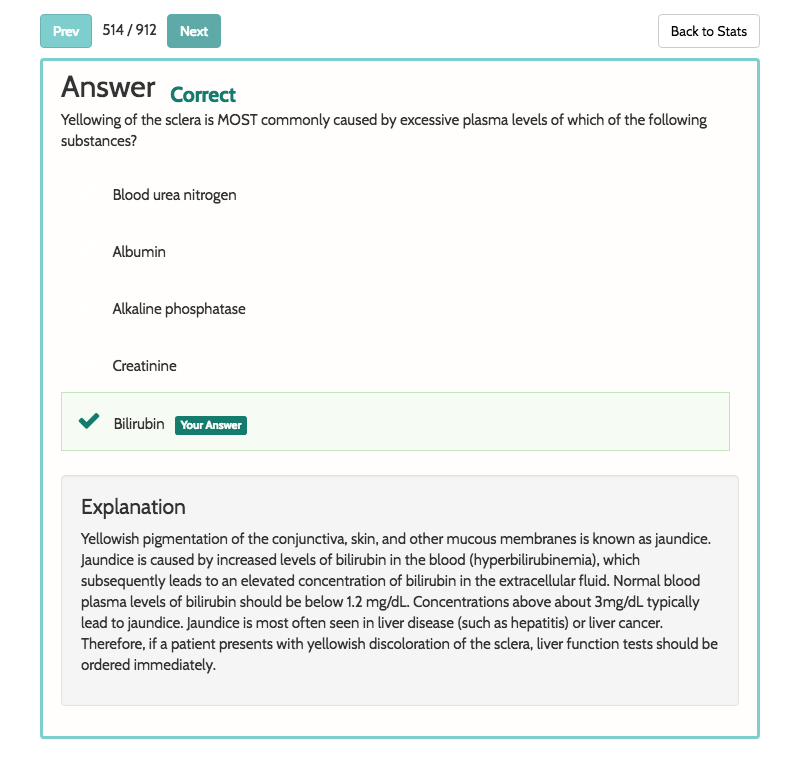 Prev 514 / 912 Next Back to Stats
Answer Correct
Yellowing of the sclera is MOST commonly caused by excessive plasma levels of which of the following
substances?
Blood urea nitrogen
Albumin
Alkaline phosphatase
Creatinine
Bilirubin Your Answer
Explanation
Yellowish pigmentation of the conjunctiva, skin, and other mucous membranes is known as jaundice.
Jaundice is caused by increased levels of bilirubin in the blood (hyperbilirubinemia), which
subsequently leads to an elevated concentration of bilirubin in the extracellular fluid. Normal blood
plasma levels of bilirubin should be below 1.2 mg/dL. Concentrations above about 3mg/dL typically
lead to jaundice. Jaundice is most often seen in liver disease (such as hepatitis) or liver cancer.
Therefore, if a patient presents with yellowish discoloration of the sclera, liver function tests should be
ordered immediately.